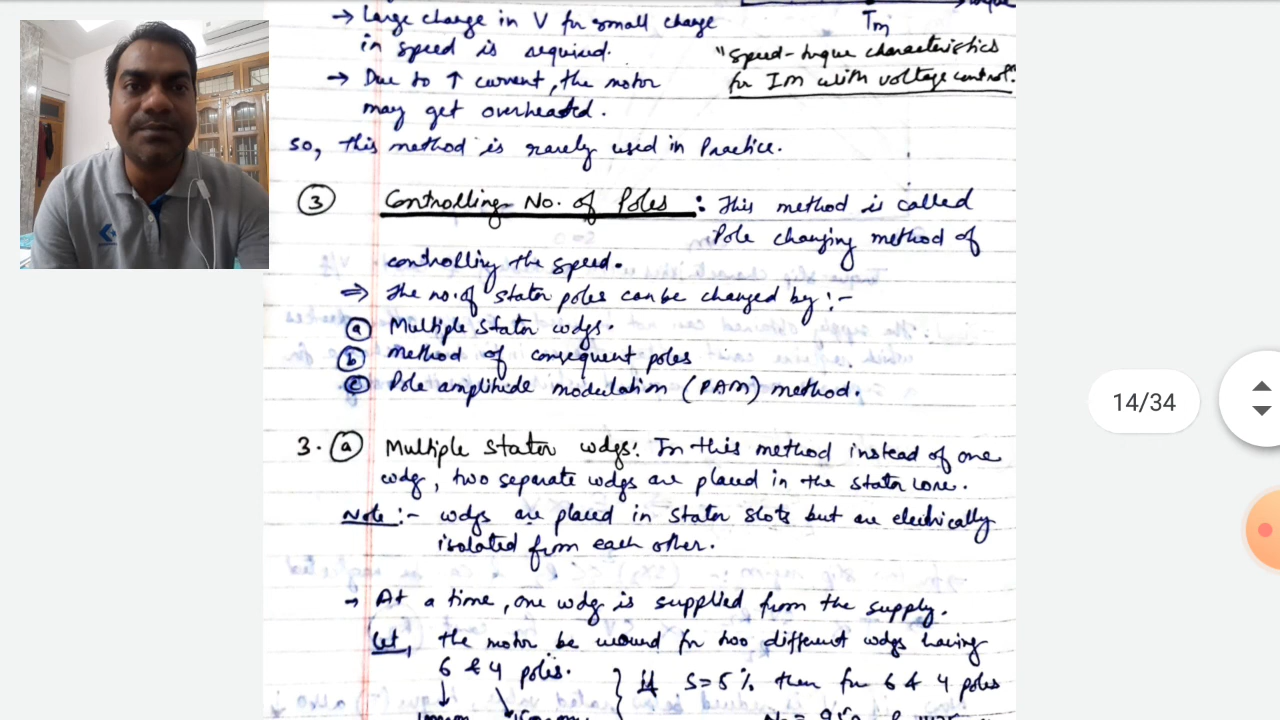 → Large change in V for small change
in speed is required.
→ Due to ↑ current, the motor
may get overheated.
so, this method is rarely used in Practice.
Tm
"Speed-torque characteristics
for IM with voltage control".
③ Controlling No. of Poles : This method is called
Pole changing method of
controlling the speed.
⇒ The no. of stator poles can be changed by :-
ⓐ Multiple stator wdgs.
ⓑ method of consequent poles
ⓒ Pole amplitude modulation (PAM) method.
3. ⓐ Multiple stator wdgs: In this method instead of one
wdg, two separate wdgs are placed in the stator core.
Note :- wdgs are placed in stator slots but are electrically
isolated from each other.
→ At a time, one wdg is supplied from the supply.
Let, the motor be wound for two different wdgs having
6 & 4 poles.
If S=5% then for 6 & 4 poles
14/34